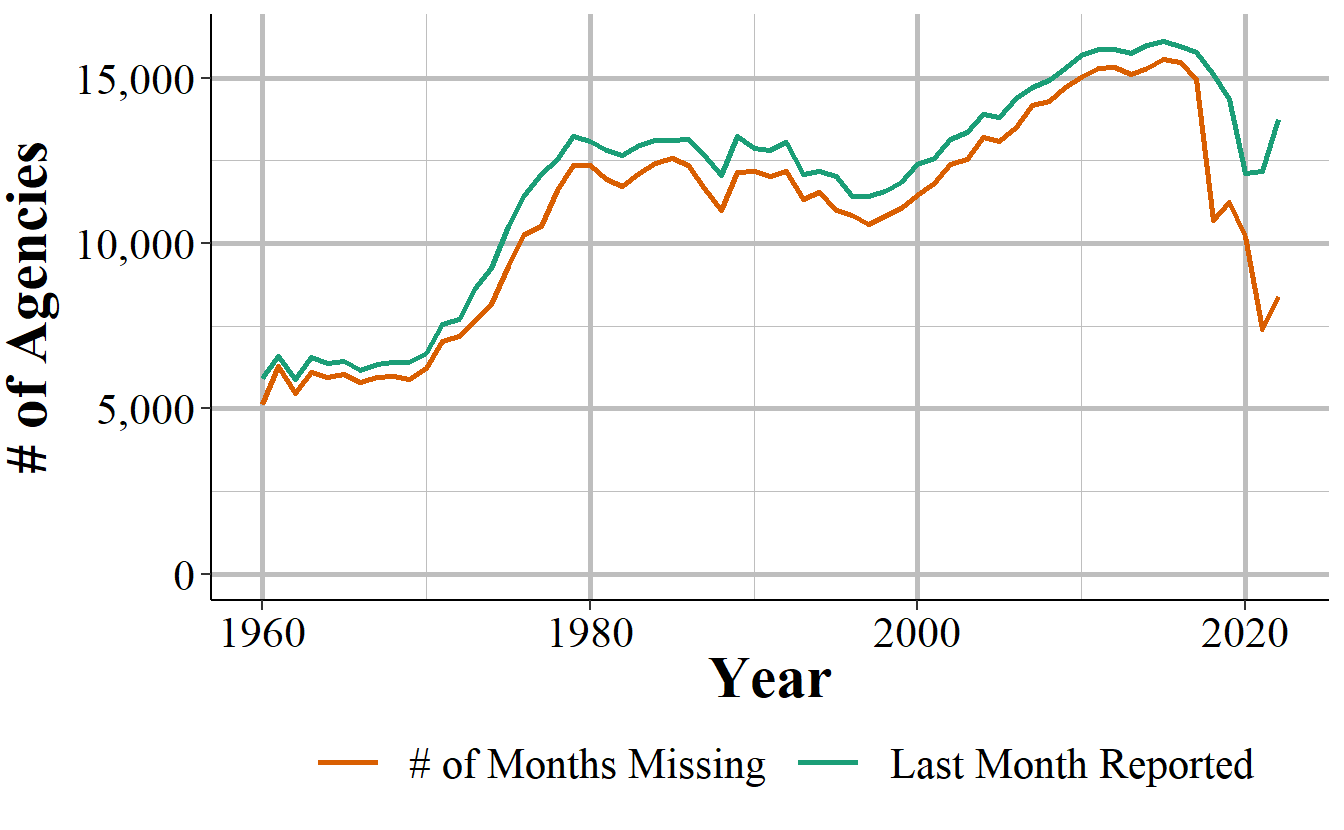 # of Agencies
15,000
10,000
5,000
0
1960 1980 2000 2020
Year
# of Months Missing Last Month Reported